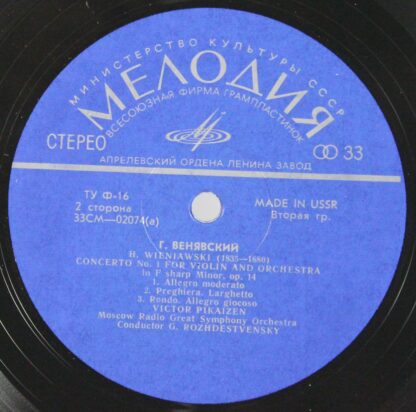 МИНИСТЕРСТВО КУЛЬТУРЫ СССР
МЕЛОДИЯ
ВСЕСОЮЗНАЯ ФИРМА ГРАМПЛАСТИНОК
СТЕРЕО
33
АПРЕЛЕВСКИЙ ОРДЕНА ЛЕНИНА ЗАВОД
ТУ Ф-16
2 сторона
33СМ—02074(а)
MADE IN USSR
Вторая гр.
Г. ВЕНЯВСКИЙ
H. WIENIAWSKI (1835—1680)
CONCERTO No. 1 FOR VIOLIN AND ORCHESTRA
in F sharp Minor, op. 14
1. Allegro moderato
2. Preghiera. Larghetto
3. Rondo. Allegro giocoso
VICTOR PIKAIZEN
Moscow Radio Great Symphony Orchestra
Conductor G. ROZHDESTVENSKY